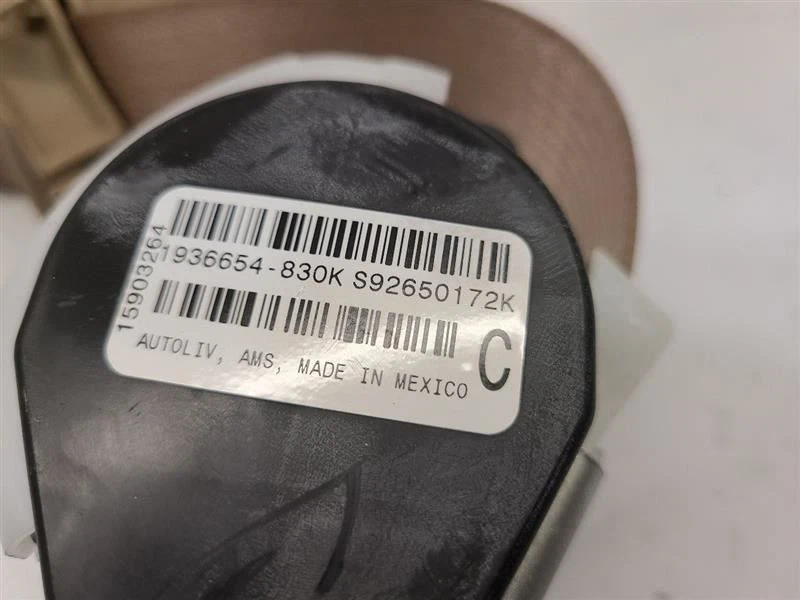 15903264
1936654-830K S92650172K
AUTOLIV, AMS, MADE IN MEXICO
C